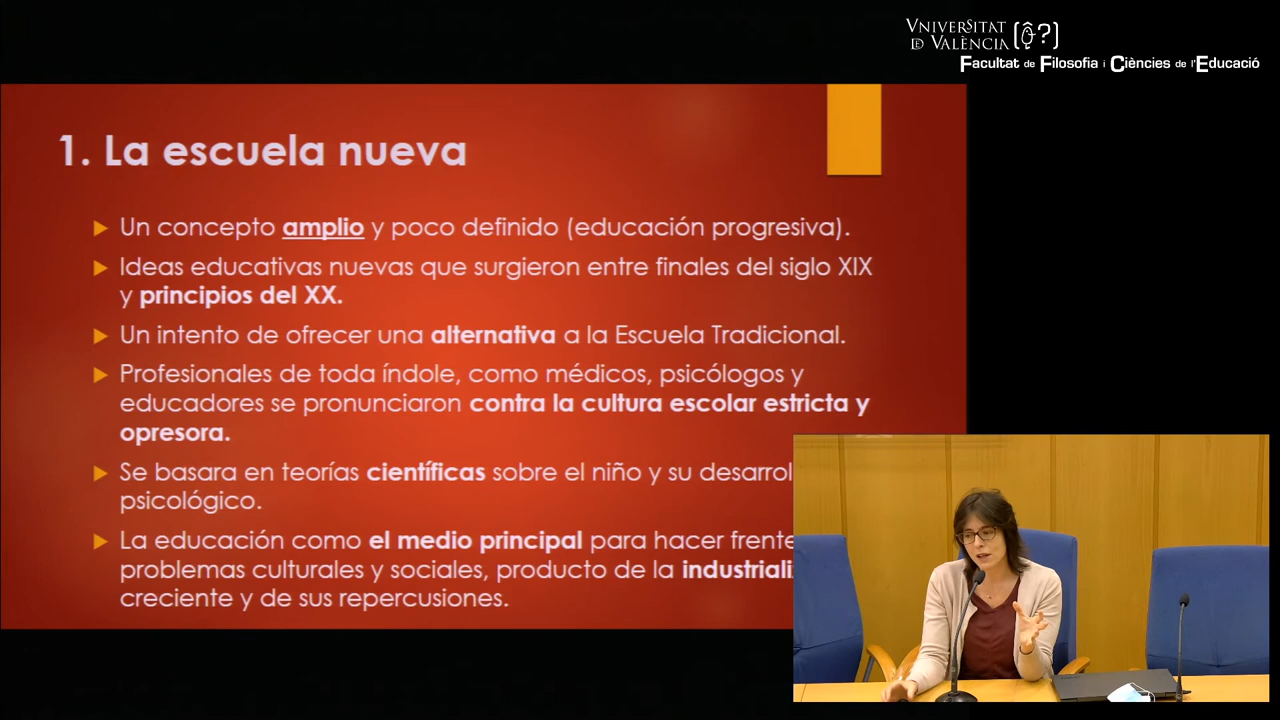 VNIVERSITAT
DE VALÈNCIA
Facultat de Filosofia i Ciències de l'Educació
1. La escuela nueva
Un concepto amplio y poco definido (educación progresiva).
Ideas educativas nuevas que surgieron entre finales del siglo XIX
y principios del XX.
Un intento de ofrecer una alternativa a la Escuela Tradicional.
Profesionales de toda índole, como médicos, psicólogos y
educadores se pronunciaron contra la cultura escolar estricta y
opresora.
Se basara en teorías científicas sobre el niño y su
psicológico.
La educación como el medio principal para hacer frente
problemas culturales y sociales, producto de la
creciente y de sus repercusiones.